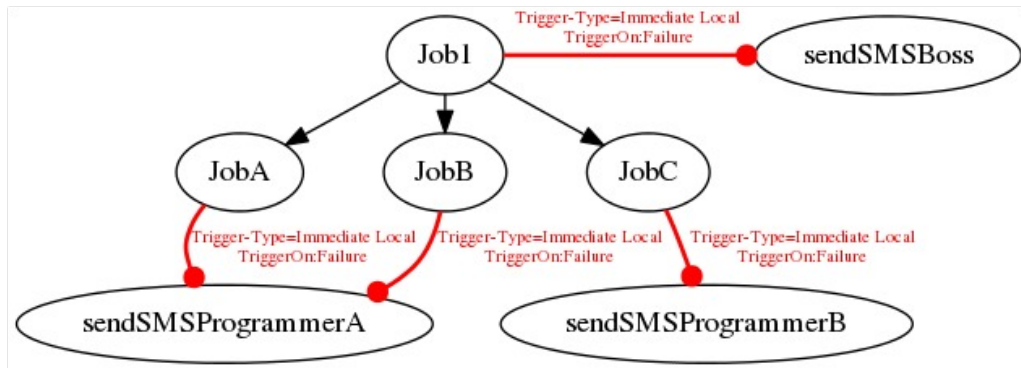 Trigger-Type=Immediate Local
TriggerOn:Failure
Job1
sendSMSBoss
JobA
JobB
JobC
Trigger-Type=Immediate Local
TriggerOn:Failure
Trigger-Type=Immediate Local
TriggerOn:Failure
Trigger-Type=Immediate Local
TriggerOn:Failure
sendSMSProgrammerA
sendSMSProgrammerB